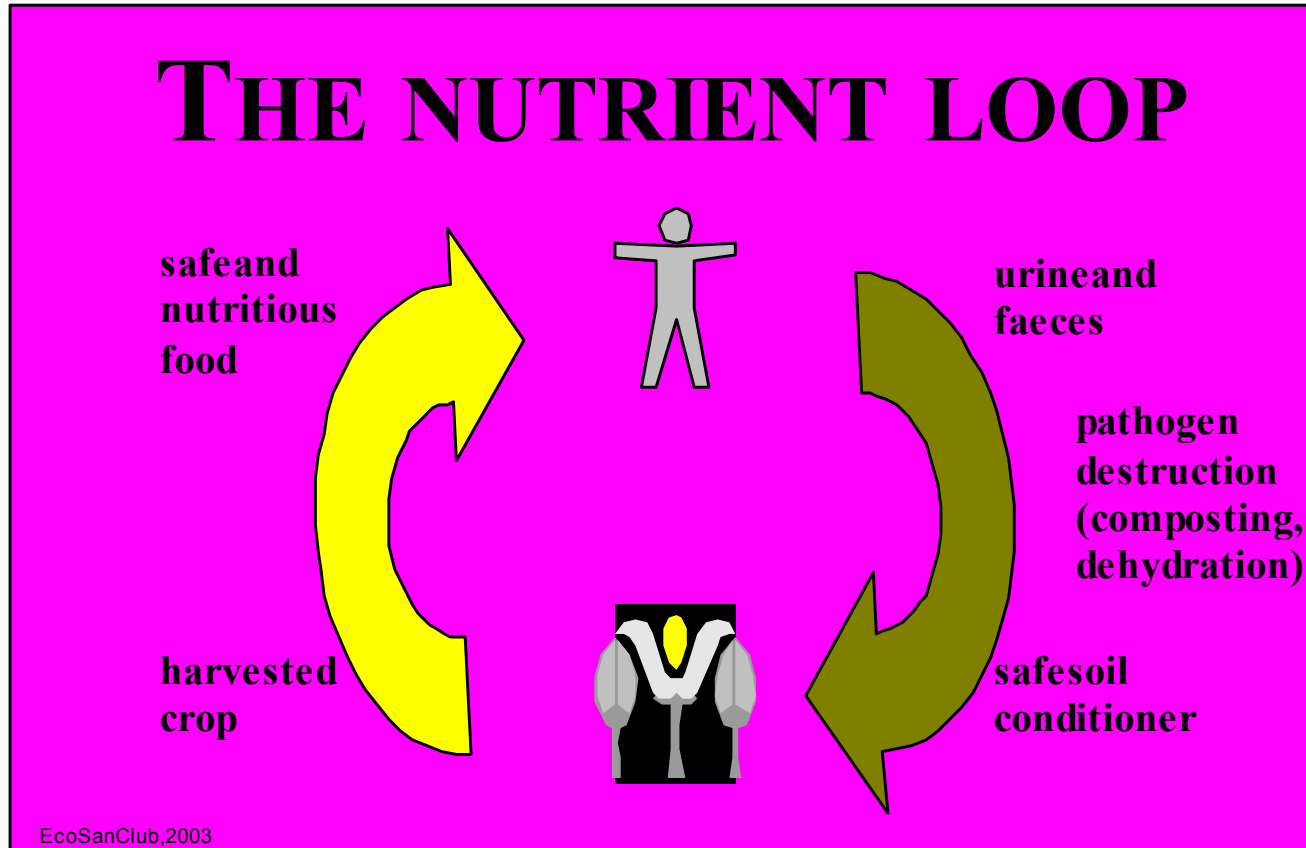 THE NUTRIENT LOOP
safeand
nutritious
food
urineand
faeces
pathogen
destruction
(composting,
dehydration)
harvested
crop
safesoil
conditioner
EcoSanClub,2003